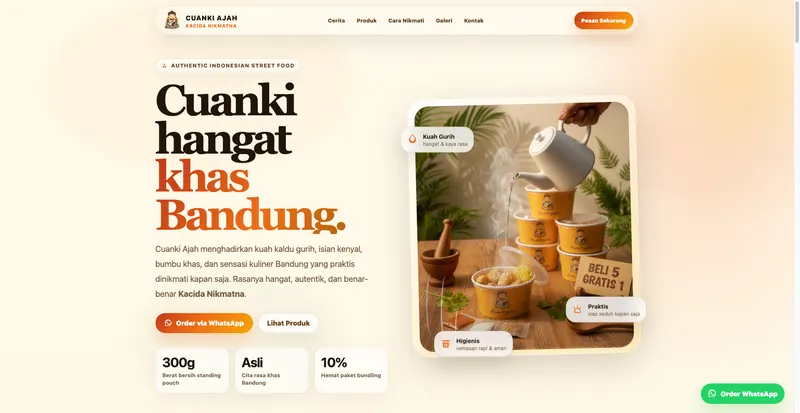 CUANKI AJAH
KACIDA NIKMATNA
Cerita
Produk
Cara Nikmati
Galeri
Kontak
Pesan Sekarang
AUTHENTIC INDONESIAN STREET FOOD
Cuanki
hangat
khas
Bandung.
Cuanki Ajah menghadirkan kuah kaldu gurih, isian kenyal,
bumbu khas, dan sensasi kuliner Bandung yang praktis
dinikmati kapan saja. Rasanya hangat, autentik, dan benar-
benar Kacida Nikmatna.
Order via WhatsApp
Lihat Produk
300g
Berat bersih standing
pouch
Asli
Cita rasa khas
Bandung
10%
Hemat paket bundling
Kuah Gurih
hangat & kaya rasa
BELI 5
GRATIS 1
Praktis
siap seduh kapan saja
Higienis
kemasan rapi & aman
Order WhatsApp